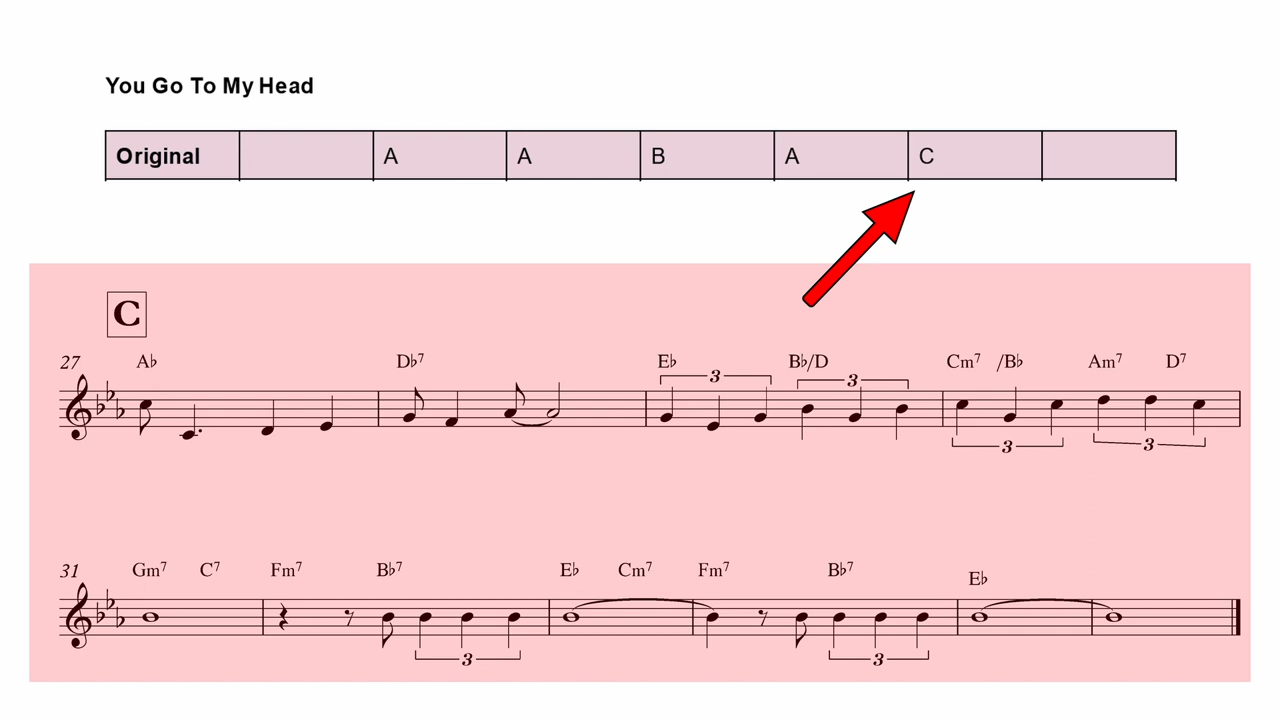 You Go To My Head
Original A A B A C
C
27 A♭ D♭7 E♭ B♭/D Cm7 /B♭ Am7 D7
3 3
3 3
31 Gm7 C7 Fm7 B♭7 E♭ Cm7 Fm7 B♭7 E♭
3 3